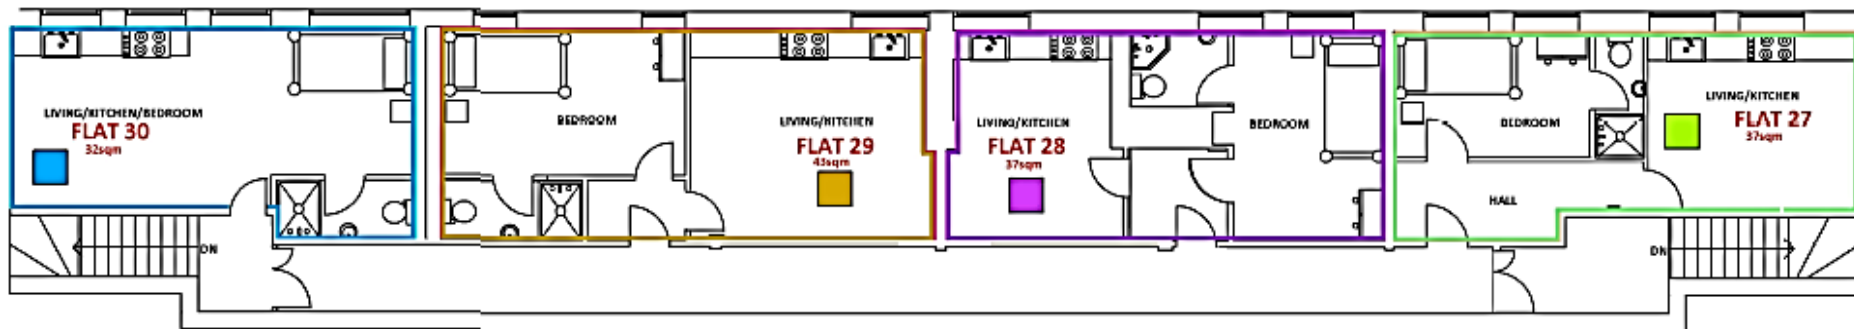 LIVING/KITCHEN/BEDROOM
FLAT 30
32sqm
DN
BEDROOM
LIVING/KITCHEN
FLAT 29
43sqm
LIVING/KITCHEN
FLAT 28
37sqm
BEDROOM
BEDROOM
HALL
LIVING/KITCHEN
FLAT 27
37sqm
DN